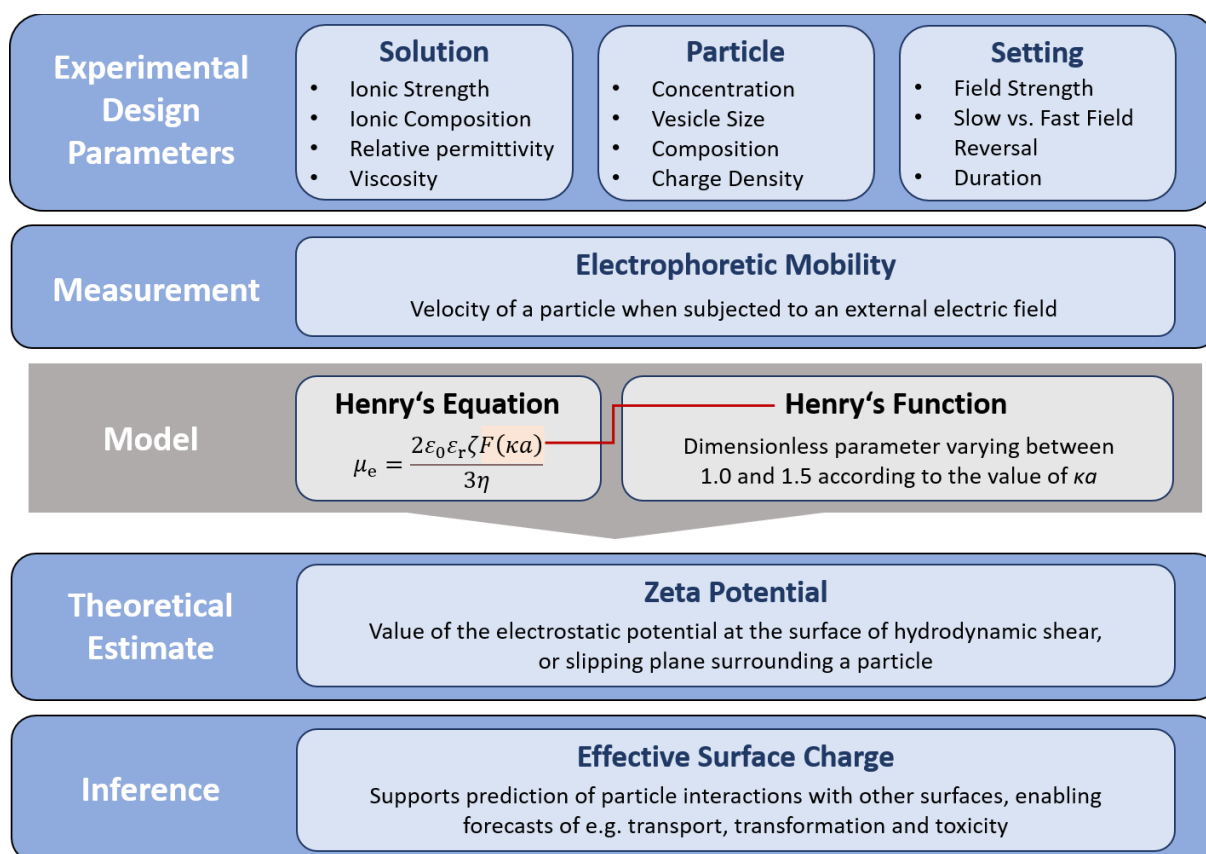 Experimental
Design
Parameters
Solution
• Ionic Strength
• Ionic Composition
• Relative permittivity
• Viscosity
Particle
• Concentration
• Vesicle Size
• Composition
• Charge Density
Setting
• Field Strength
• Slow vs. Fast Field
Reversal
• Duration
Measurement
Electrophoretic Mobility
Velocity of a particle when subjected to an external electric field
Model
Henry‘s Equation
μe = 2ε0εrζF(κa) / 3η
Henry‘s Function
Dimensionless parameter varying between
1.0 and 1.5 according to the value of κa
Theoretical
Estimate
Zeta Potential
Value of the electrostatic potential at the surface of hydrodynamic shear,
or slipping plane surrounding a particle
Inference
Effective Surface Charge
Supports prediction of particle interactions with other surfaces, enabling
forecasts of e.g. transport, transformation and toxicity